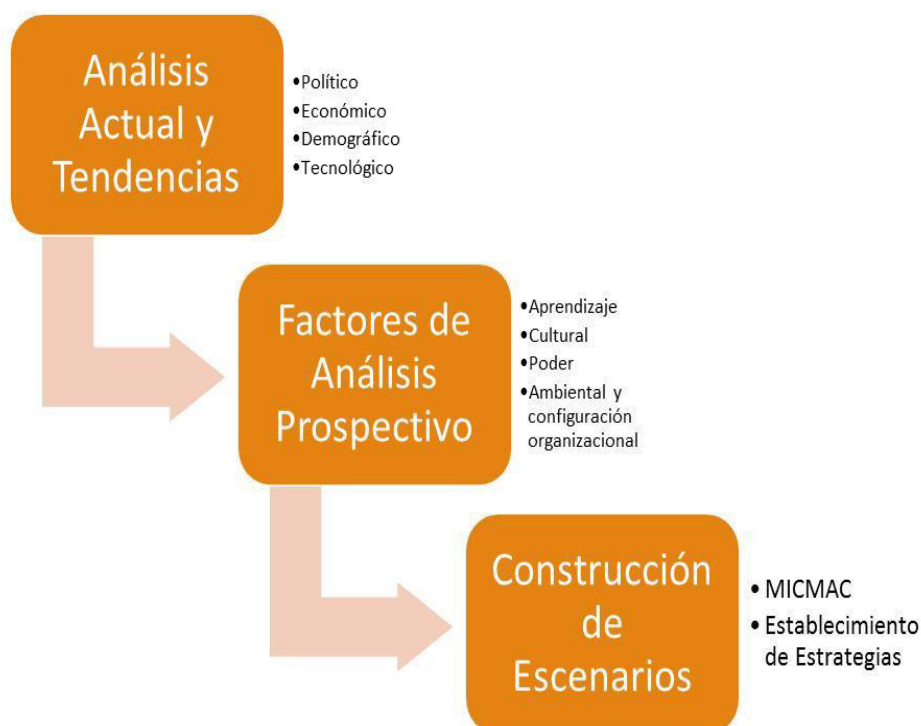 Análisis
Actual y
Tendencias
•Político
•Económico
•Demográfico
•Tecnológico
Factores de
Análisis
Prospectivo
•Aprendizaje
•Cultural
•Poder
•Ambiental y
configuración
organizacional
Construcción
de
Escenarios
• MICMAC
• Establecimiento
de Estrategias